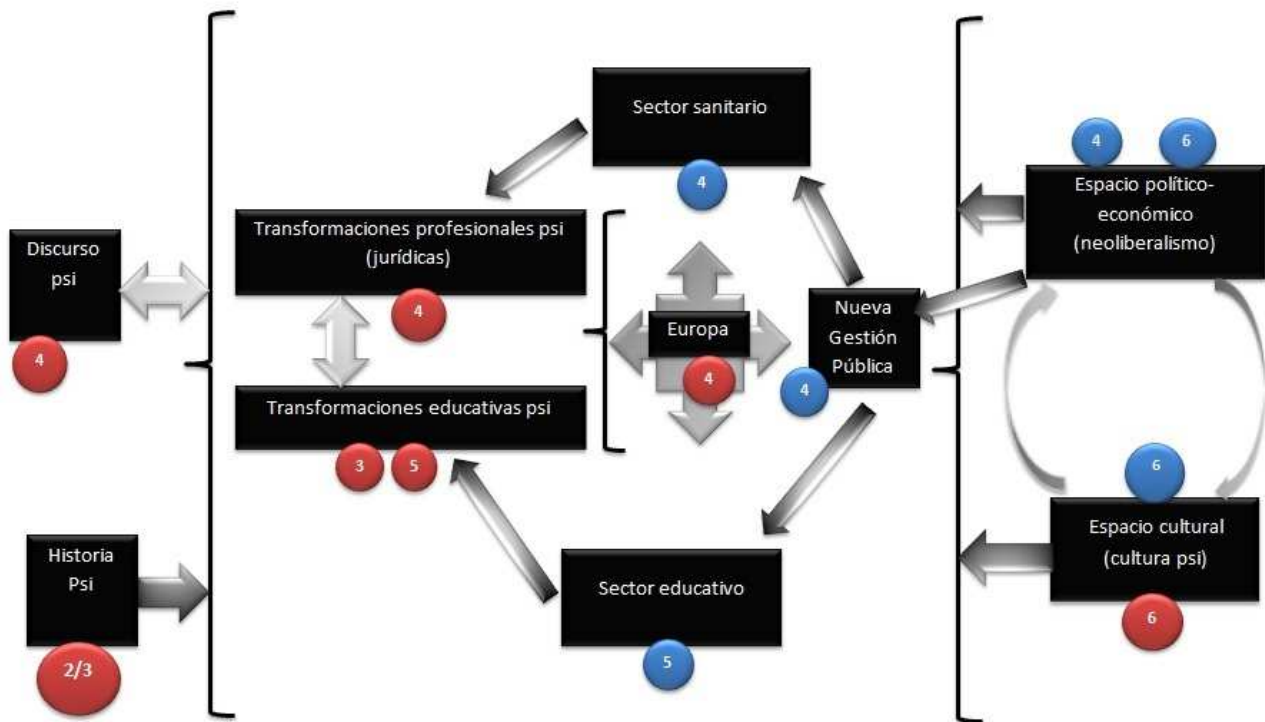 Sector sanitario
4
4
6
Espacio político-
económico
(neoliberalismo)
Transformaciones profesionales psi
(jurídicas)
4
Discurso
psi
4
Europa
4
Nueva
Gestión
Pública
4
Transformaciones educativas psi
3
5
6
Espacio cultural
(cultura psi)
6
Historia
Psi
2/3
Sector educativo
5